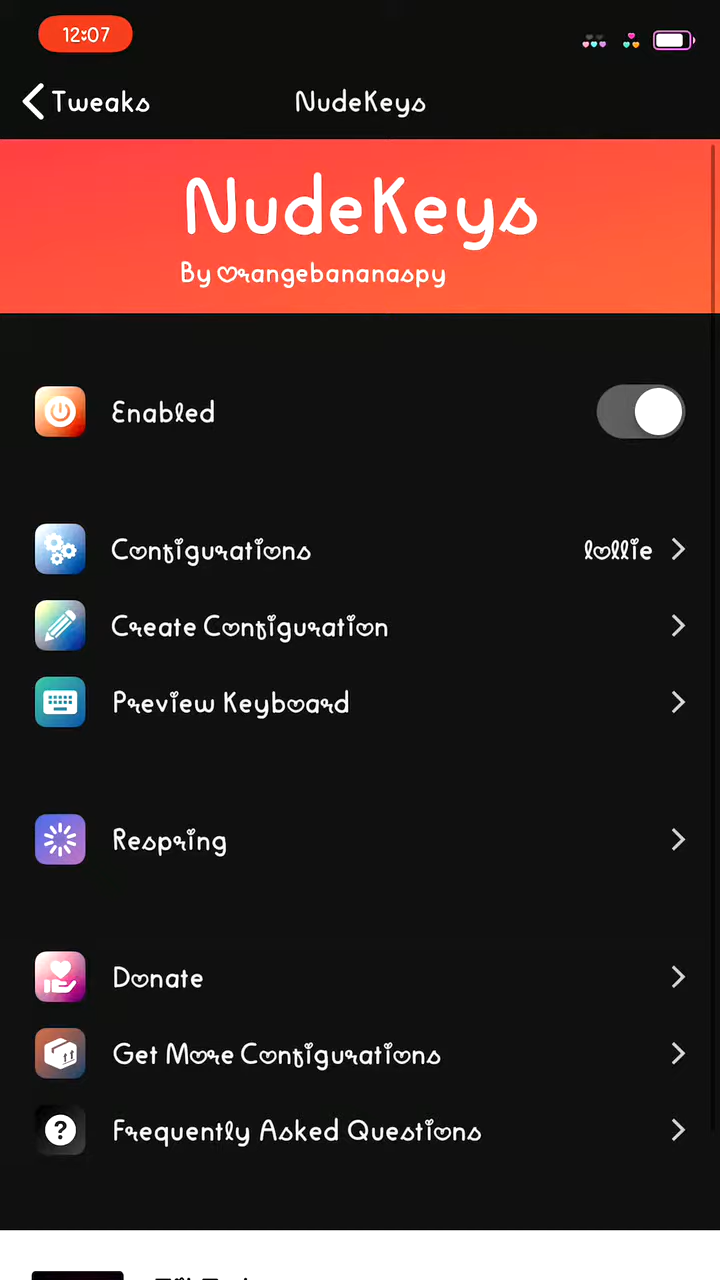 12:07
Tweaks
NudeKeys
NudeKeys
By Orangebananaspy
Enabled
Configurations
lollie
Create Configuration
Preview Keyboard
Respring
Donate
Get More Configurations
Frequently Asked Questions